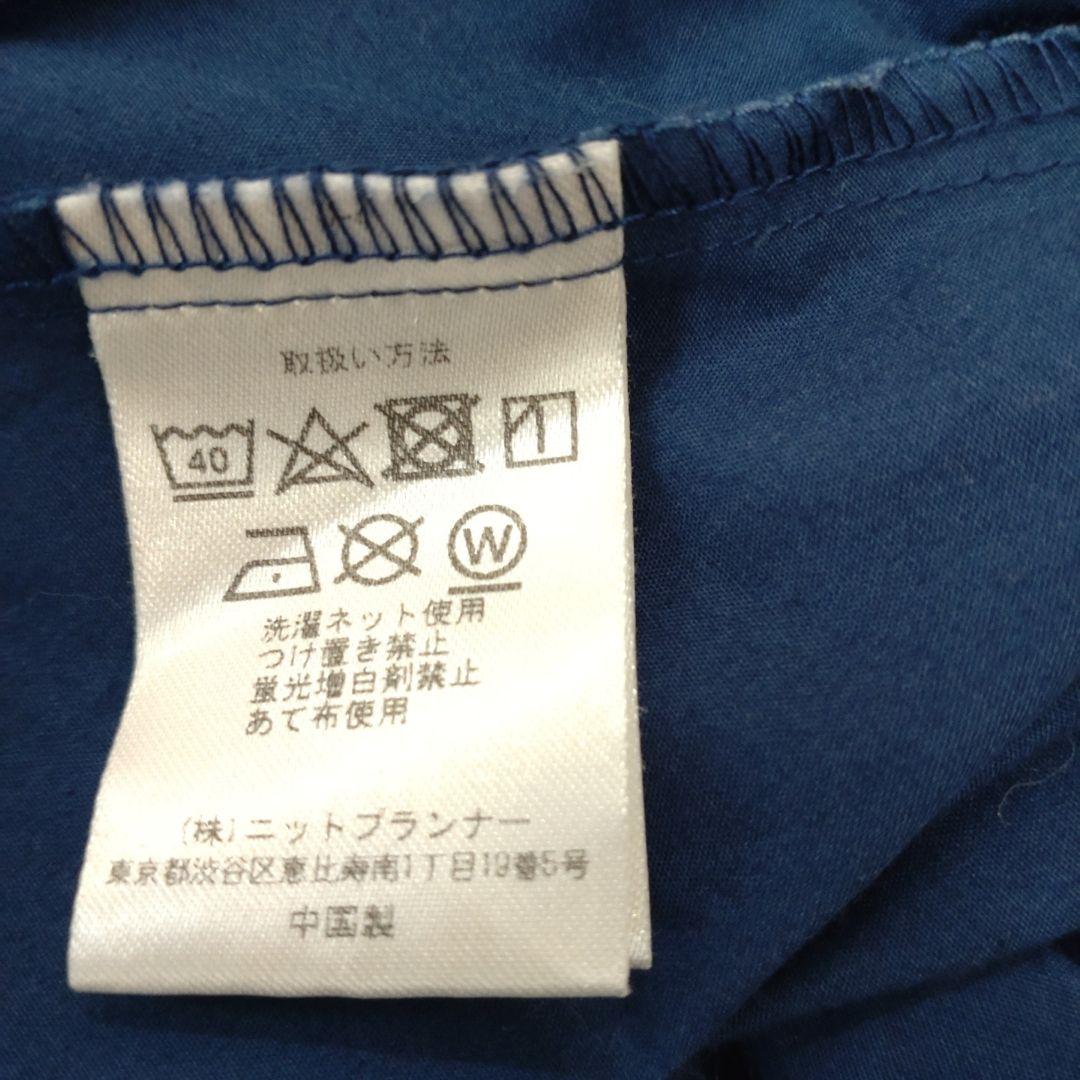 取扱い方法
40
W
洗濯ネット使用
つけ置き禁止
蛍光増白剤禁止
あて布使用
(株)ニットプランナー
東京都渋谷区恵比寿南1丁目19番5号
中国製